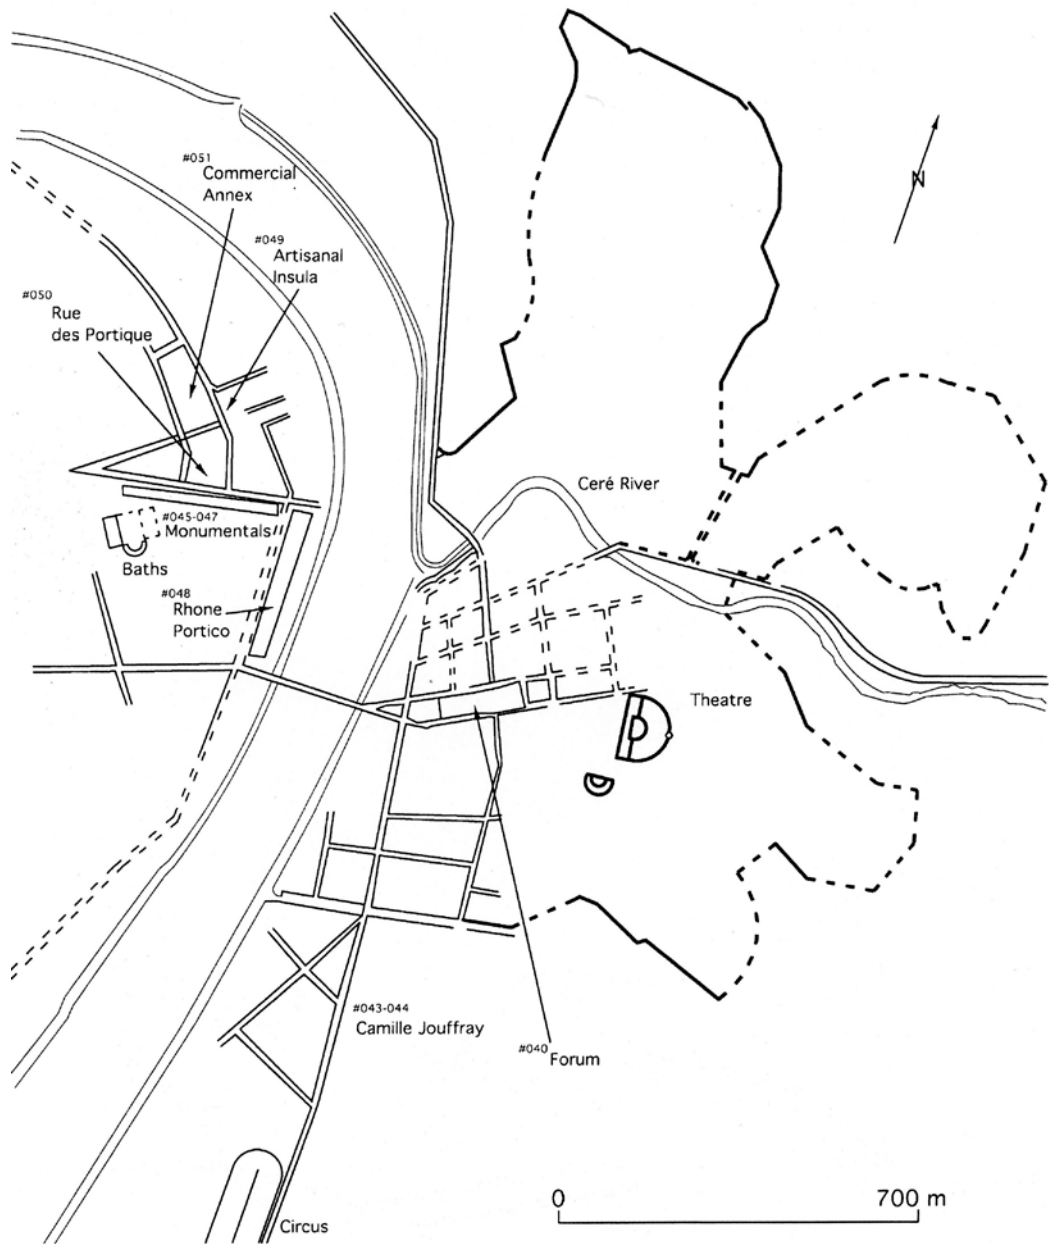 #051
Commercial
Annex
#049
Artisanal
Insula
N
#050
Rue
des Portique
Ceré River
#045-047
Monumentals
Baths
#048
Rhone
Portico
Theatre
#043-044
Camille Jouffray
#040
Forum
0 700 m
Circus